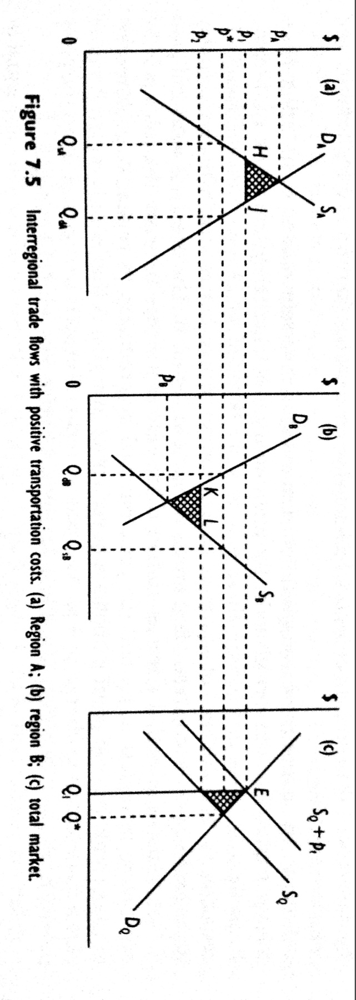 $
(a)
D_A
S_A
p_A
p_1
p*
p_2
H
J
0
Q_sA
Q_dA
$
(b)
D_B
S_B
K
L
p_B
0
Q_dB
Q_sB
$
(c)
S_Q + p_t
S_Q
E
D_Q
Q_1
Q*
Figure 7.5 Interregional trade flows with positive transportation costs. (a) Region A; (b) region B; (c) total market.